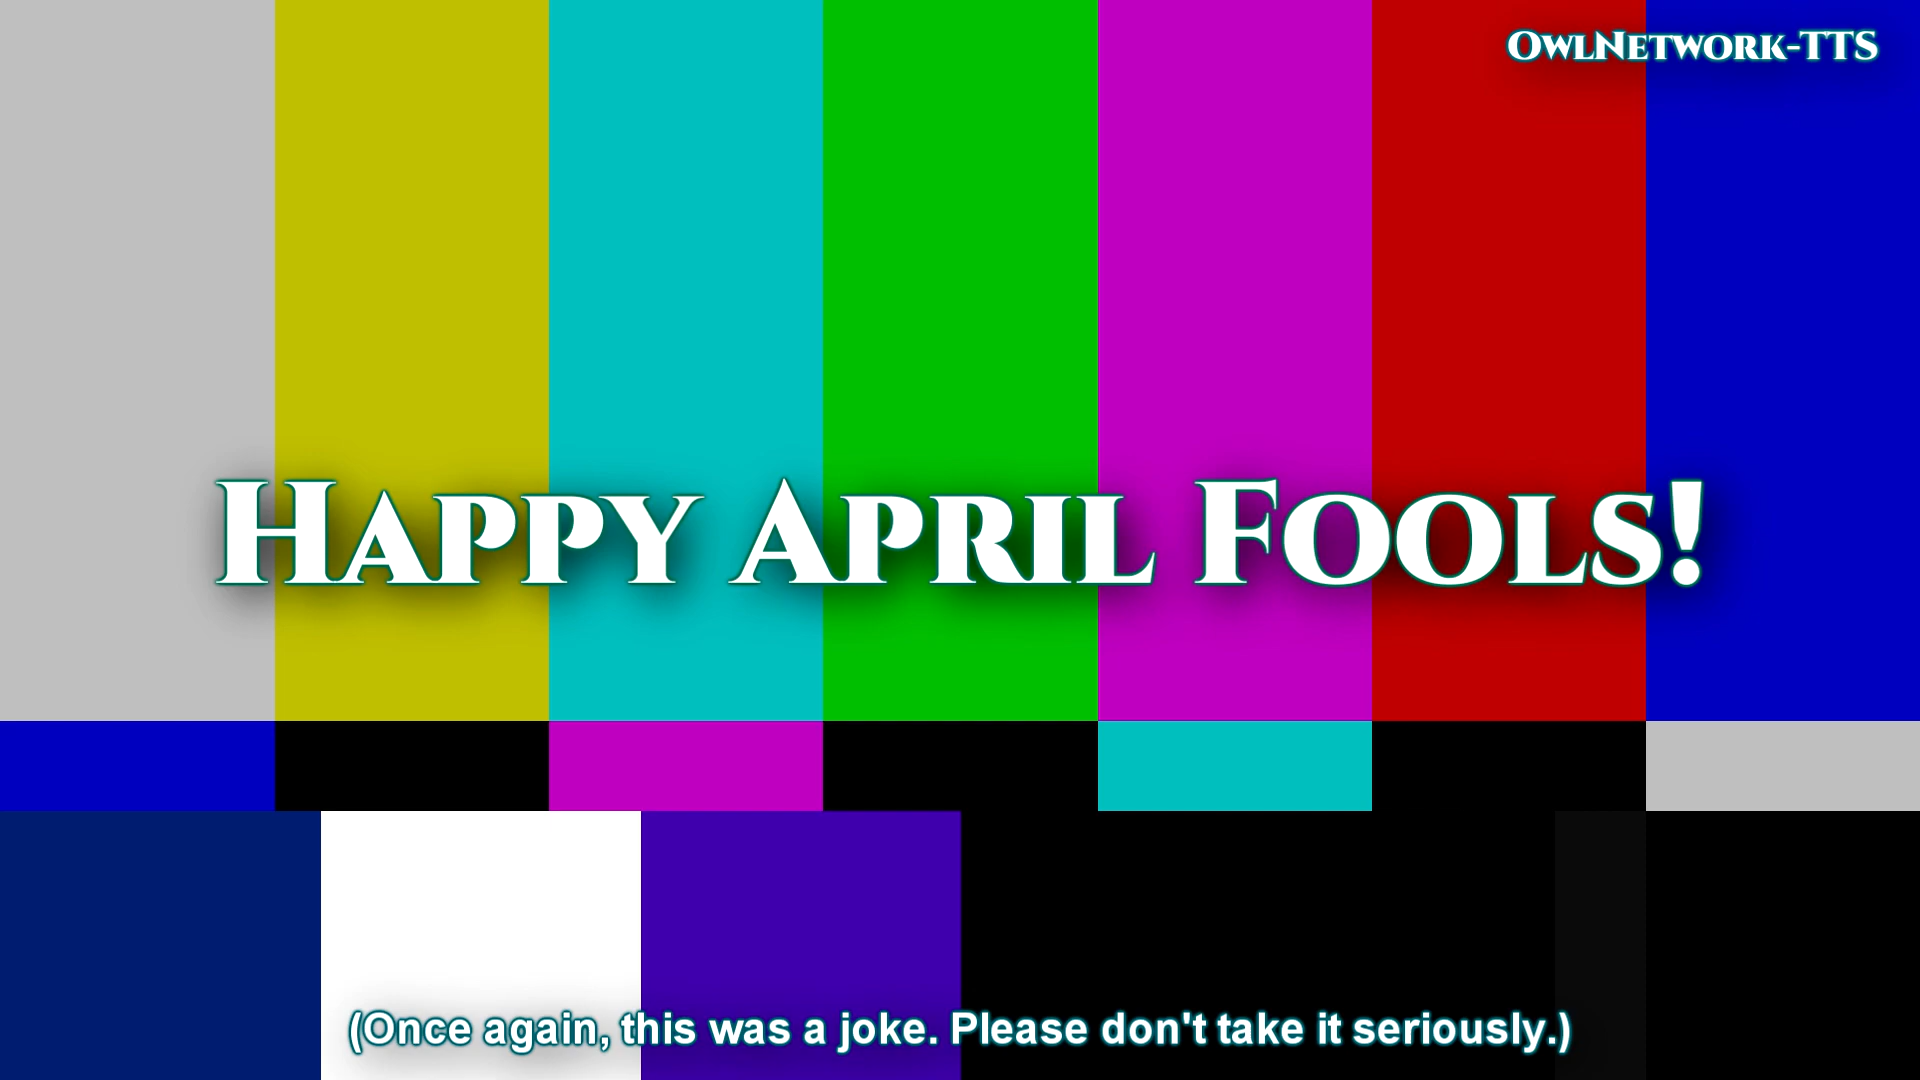 OwlNetwork-TTS
Happy April Fools!
(Once again, this was a joke. Please don't take it seriously.)